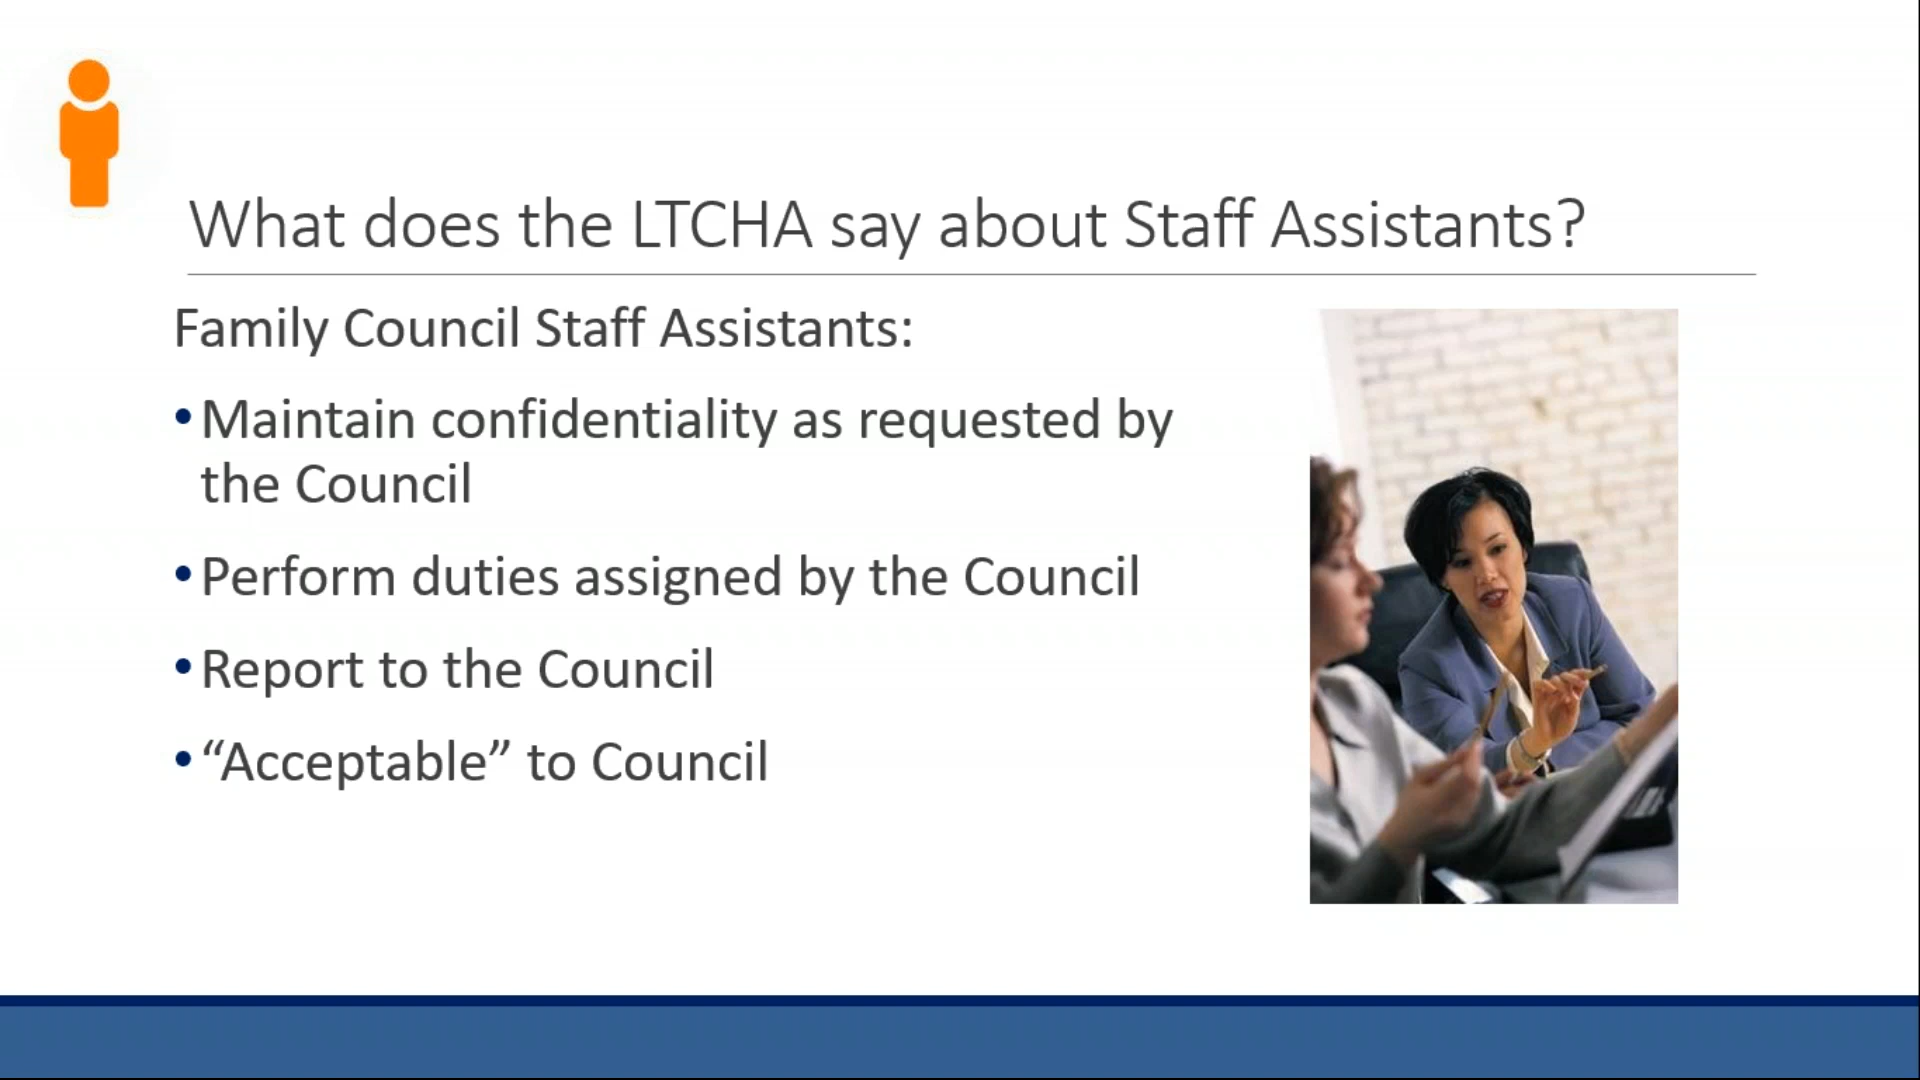 What does the LTCHA say about Staff Assistants?
Family Council Staff Assistants:
•Maintain confidentiality as requested by
the Council
•Perform duties assigned by the Council
•Report to the Council
•“Acceptable” to Council